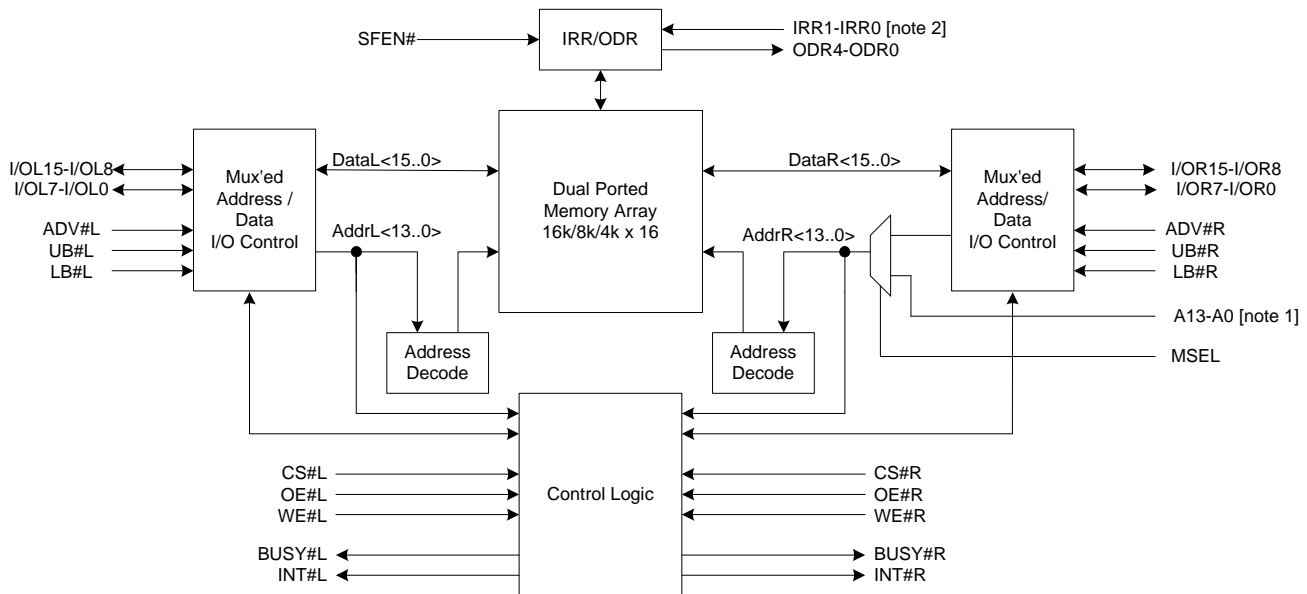 SFEN#
IRR/ODR
IRR1-IRR0 [note 2]
ODR4-ODR0
I/OL15-I/OL8
I/OL7-I/OL0
ADV#L
UB#L
LB#L
Mux'ed
Address /
Data
I/O Control
DataL<15..0>
AddrL<13..0>
Dual Ported
Memory Array
16k/8k/4k x 16
DataR<15..0>
AddrR<13..0>
Mux'ed
Address/
Data
I/O Control
I/OR15-I/OR8
I/OR7-I/OR0
ADV#R
UB#R
LB#R
A13-A0 [note 1]
MSEL
Address
Decode
Address
Decode
CS#L
OE#L
WE#L
BUSY#L
INT#L
Control Logic
CS#R
OE#R
WE#R
BUSY#R
INT#R